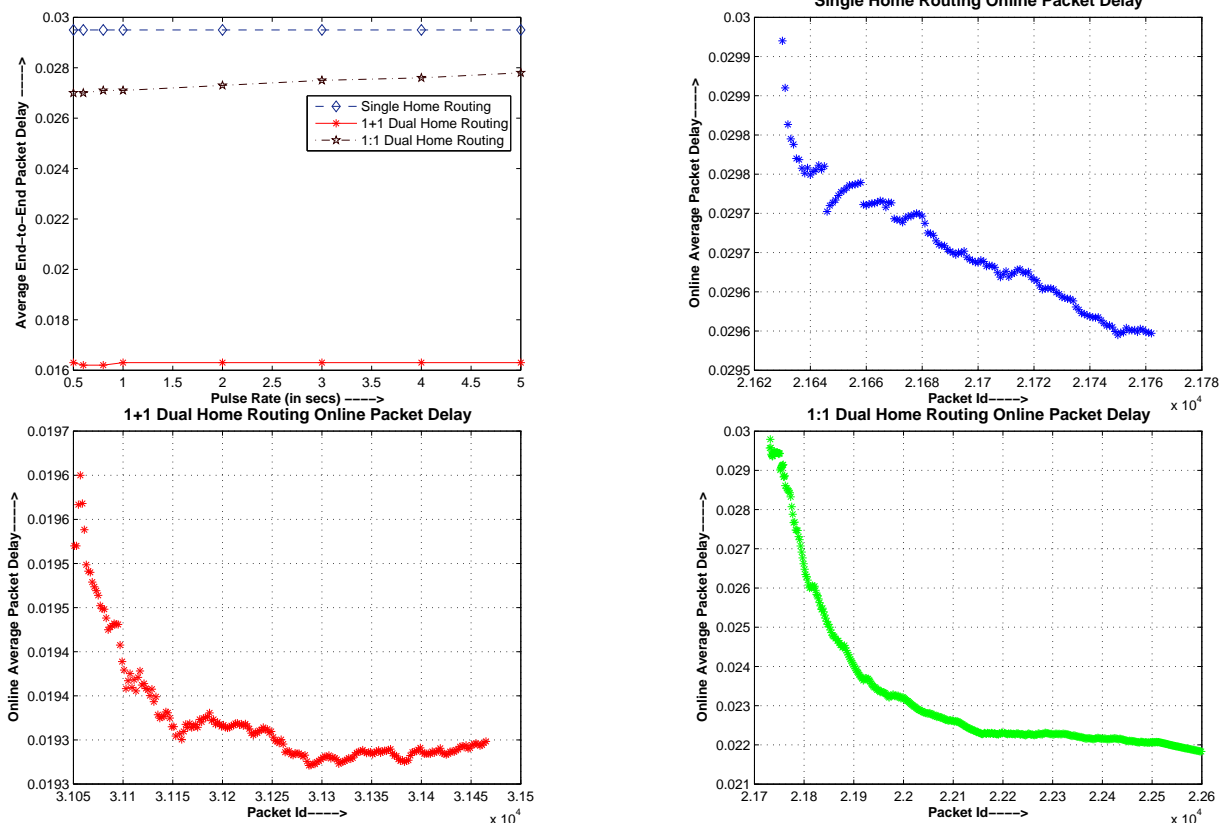 Single Home Routing Online Packet Delay
0.03
0.028
0.026
0.024
0.022
0.02
0.018
0.016
Average End−to−End Packet Delay −−−−>
0.5 1 1.5 2 2.5 3 3.5 4 4.5 5
Pulse Rate (in secs) −−−−>
Single Home Routing
1+1 Dual Home Routing
1:1 Dual Home Routing
0.03
0.0299
0.0299
0.0298
0.0298
0.0297
0.0297
0.0296
0.0296
0.0295
Online Average Packet Delay−−−−>
2.162 2.164 2.166 2.168 2.17 2.172 2.174 2.176 2.178
Packet Id−−−−>
x 10^4
1+1 Dual Home Routing Online Packet Delay
0.0197
0.0196
0.0196
0.0195
0.0195
0.0194
0.0194
0.0193
0.0193
Online Average Packet Delay−−−−>
3.105 3.11 3.115 3.12 3.125 3.13 3.135 3.14 3.145 3.15
Packet Id−−−−>
x 10^4
1:1 Dual Home Routing Online Packet Delay
0.03
0.029
0.028
0.027
0.026
0.025
0.024
0.023
0.022
0.021
Online Average Packet Delay−−−−>
2.17 2.18 2.19 2.2 2.21 2.22 2.23 2.24 2.25 2.26
Packet Id−−−−>
x 10^4